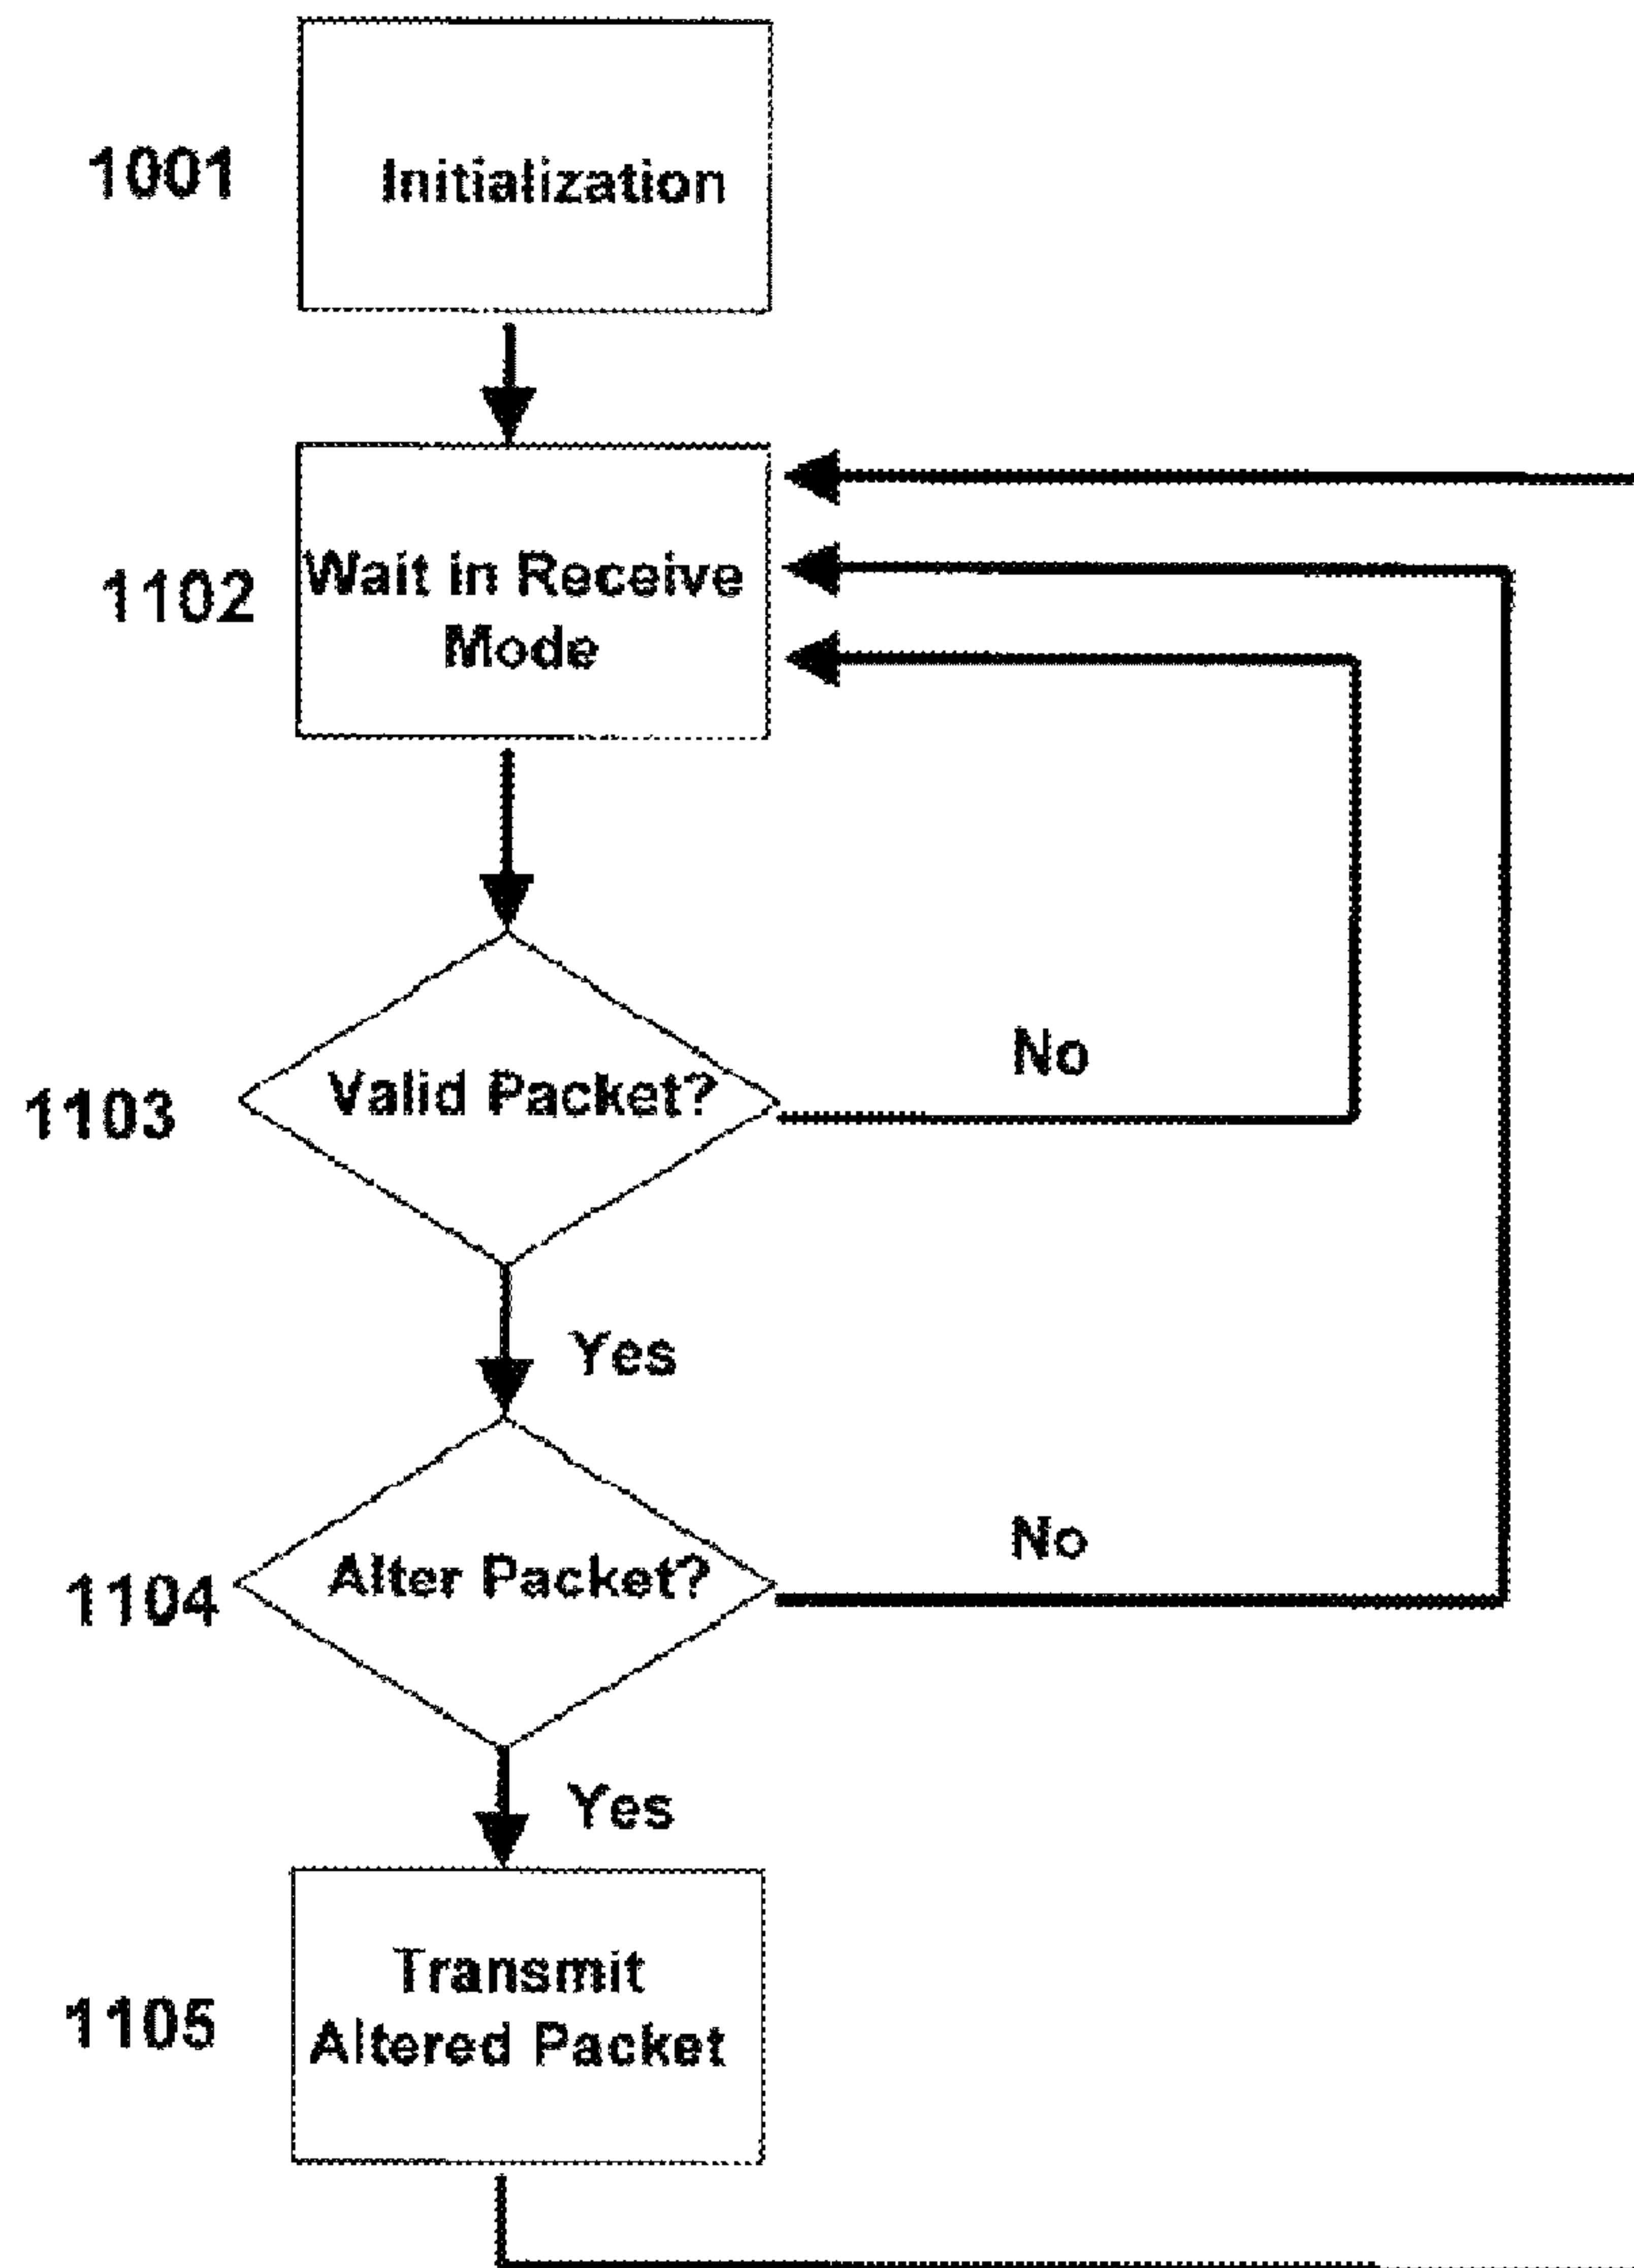 1001
Initialization
1102
Wait in Receive
Mode
1103
Valid Packet?
No
Yes
1104
Alter Packet?
No
Yes
1105
Transmit
Altered Packet